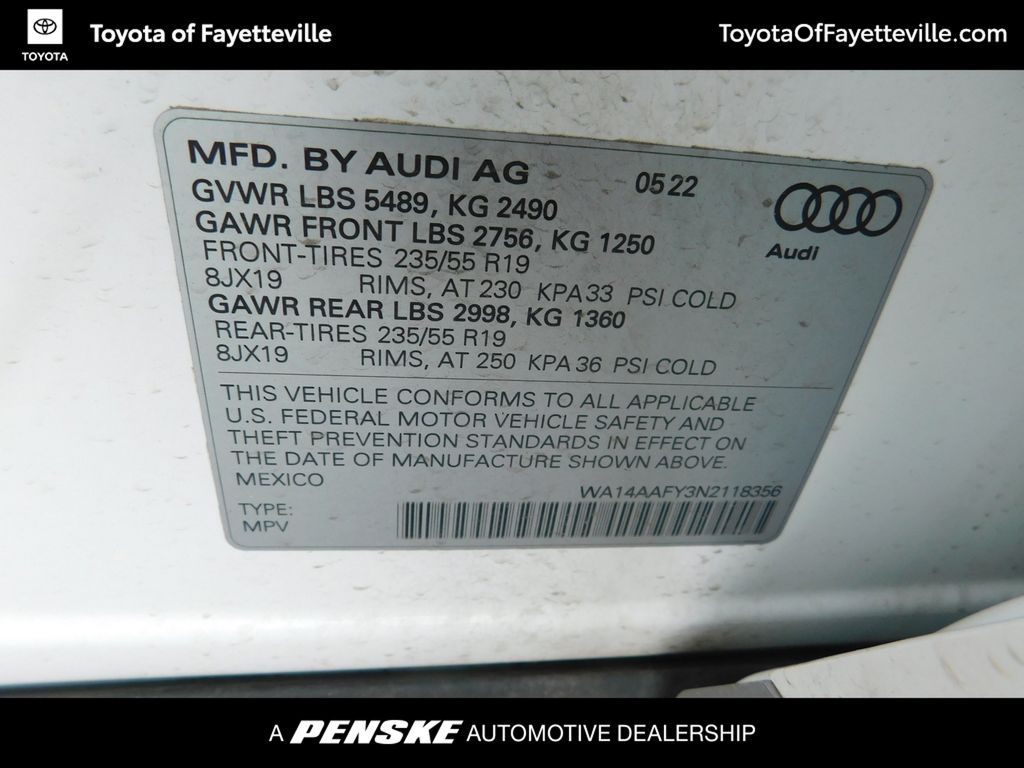 TOYOTA
Toyota of Fayetteville
ToyotaOfFayetteville.com
MFD. BY AUDI AG 05 22
GVWR LBS 5489, KG 2490
GAWR FRONT LBS 2756, KG 1250
Audi
FRONT-TIRES 235/55 R19
8JX19 RIMS, AT 230 KPA 33 PSI COLD
GAWR REAR LBS 2998, KG 1360
REAR-TIRES 235/55 R19
8JX19 RIMS, AT 250 KPA 36 PSI COLD
THIS VEHICLE CONFORMS TO ALL APPLICABLE
U.S. FEDERAL MOTOR VEHICLE SAFETY AND
THEFT PREVENTION STANDARDS IN EFFECT ON
THE DATE OF MANUFACTURE SHOWN ABOVE.
MEXICO
WA14AAFY3N2118356
TYPE:
MPV
A PENSKE AUTOMOTIVE DEALERSHIP